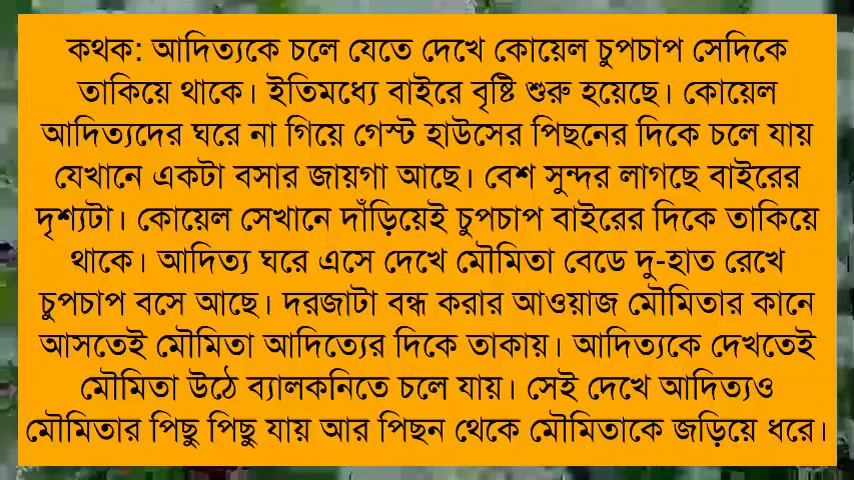 কথক: আদিত্যকে চলে যেতে দেখে কোয়েল চুপচাপ সেদিকে
তাকিয়ে থাকে। ইতিমধ্যে বাইরে বৃষ্টি শুরু হয়েছে। কোয়েল
আদিত্যদের ঘরে না গিয়ে গেস্ট হাউসের পিছনের দিকে চলে যায়
যেখানে একটা বসার জায়গা আছে। বেশ সুন্দর লাগছে বাইরের
দৃশ্যটা। কোয়েল সেখানে দাঁড়িয়েই চুপচাপ বাইরের দিকে তাকিয়ে
থাকে। আদিত্য ঘরে এসে দেখে মৌমিতা বেডে দু-হাত রেখে
চুপচাপ বসে আছে। দরজাটা বন্ধ করার আওয়াজ মৌমিতার কানে
আসতেই মৌমিতা আদিত্যের দিকে তাকায়। আদিত্যকে দেখতেই
মৌমিতা উঠে ব্যালকনিতে চলে যায়। সেই দেখে আদিত্যও
মৌমিতার পিছু পিছু যায় আর পিছন থেকে মৌমিতাকে জড়িয়ে ধরে।